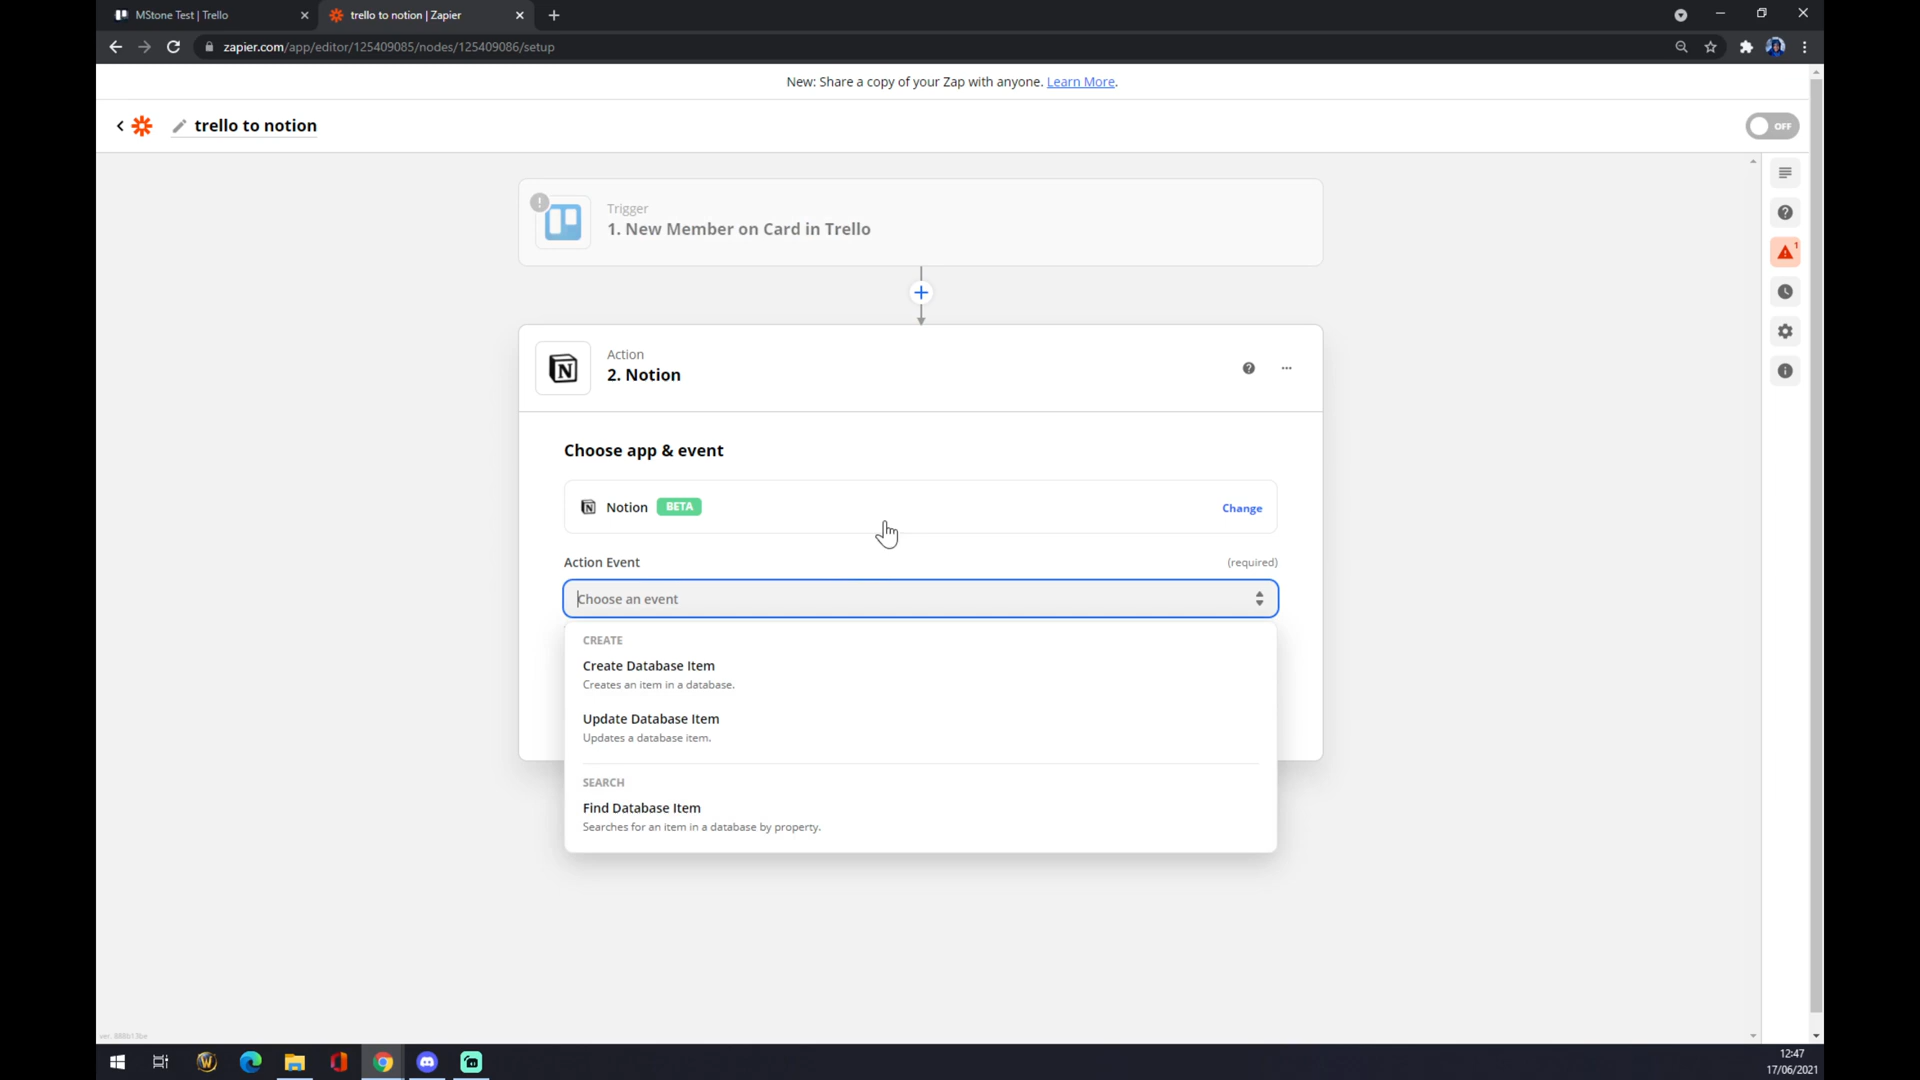 MStone Test | Trello
trello to notion | Zapier
zapier.com/app/editor/125409085/nodes/125409086/setup
New: Share a copy of your Zap with anyone. Learn More.
trello to notion
OFF
Trigger
1. New Member on Card in Trello
1
Action
2. Notion
Choose app & event
Notion BETA
Change
Action Event
(required)
Choose an event
CREATE
Create Database Item
Creates an item in a database.
Update Database Item
Updates a database item.
SEARCH
Find Database Item
Searches for an item in a database by property.
12:47
17/06/2021